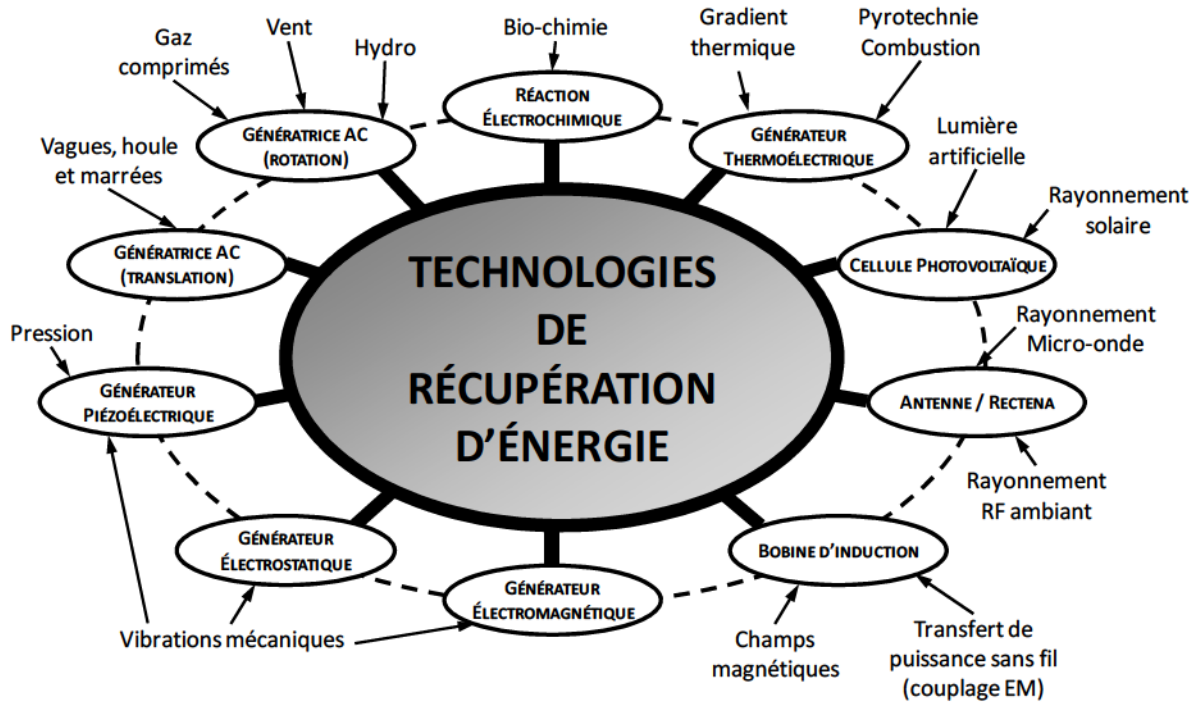 Gaz
comprimés
Vent
Hydro
Bio-chimie
Gradient
thermique
Pyrotechnie
Combustion
RÉACTION
ÉLECTROCHIMIQUE
GÉNÉRATRICE AC
(ROTATION)
GÉNÉRATEUR
THERMOÉLECTRIQUE
Lumière
artificielle
Vagues, houle
et marrées
Rayonnement
solaire
GÉNÉRATRICE AC
(TRANSLATION)
CELLULE PHOTOVOLTAÏQUE
TECHNOLOGIES
DE
RÉCUPÉRATION
D’ÉNERGIE
Pression
Rayonnement
Micro-onde
GÉNÉRATEUR
PIÉZOÉLECTRIQUE
ANTENNE / RECTENA
Rayonnement
RF ambiant
GÉNÉRATEUR
ÉLECTROSTATIQUE
BOBINE D’INDUCTION
GÉNÉRATEUR
ÉLECTROMAGNÉTIQUE
Vibrations mécaniques
Champs
magnétiques
Transfert de
puissance sans fil
(couplage EM)